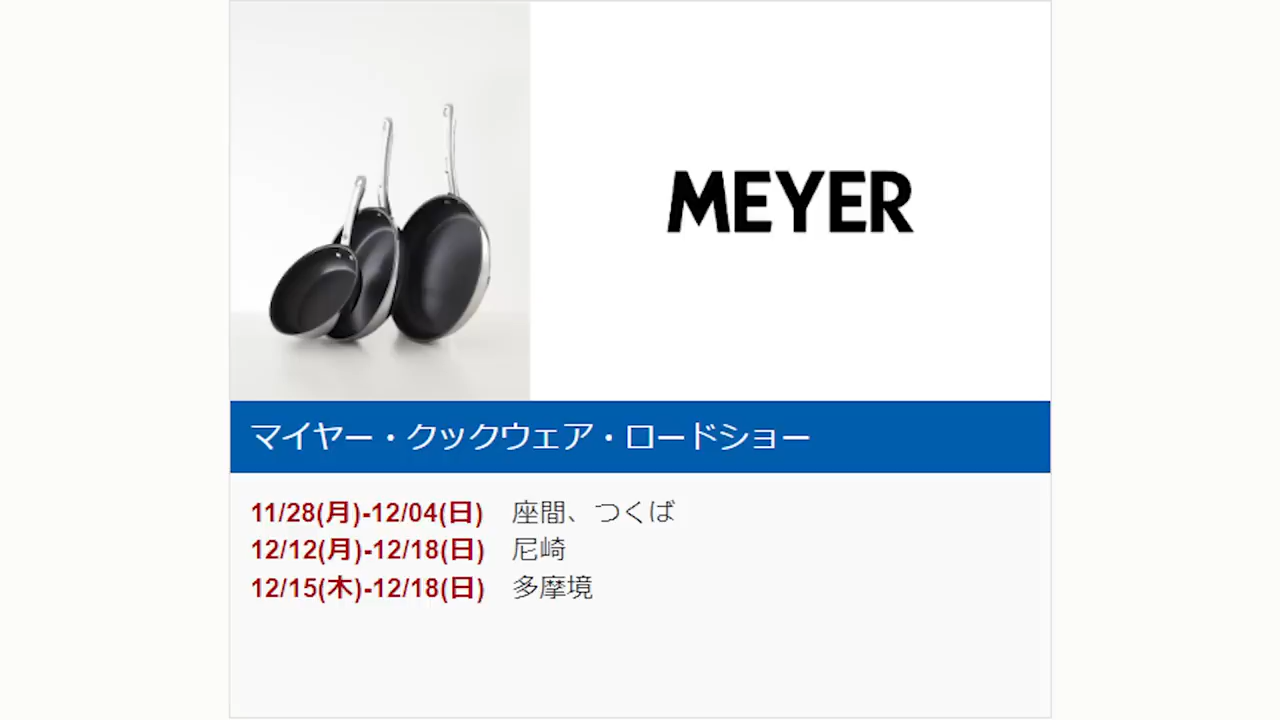 MEYER
マイヤー・クックウェア・ロードショー
11/28(月)-12/04(日) 座間、つくば
12/12(月)-12/18(日) 尼崎
12/15(木)-12/18(日) 多摩境